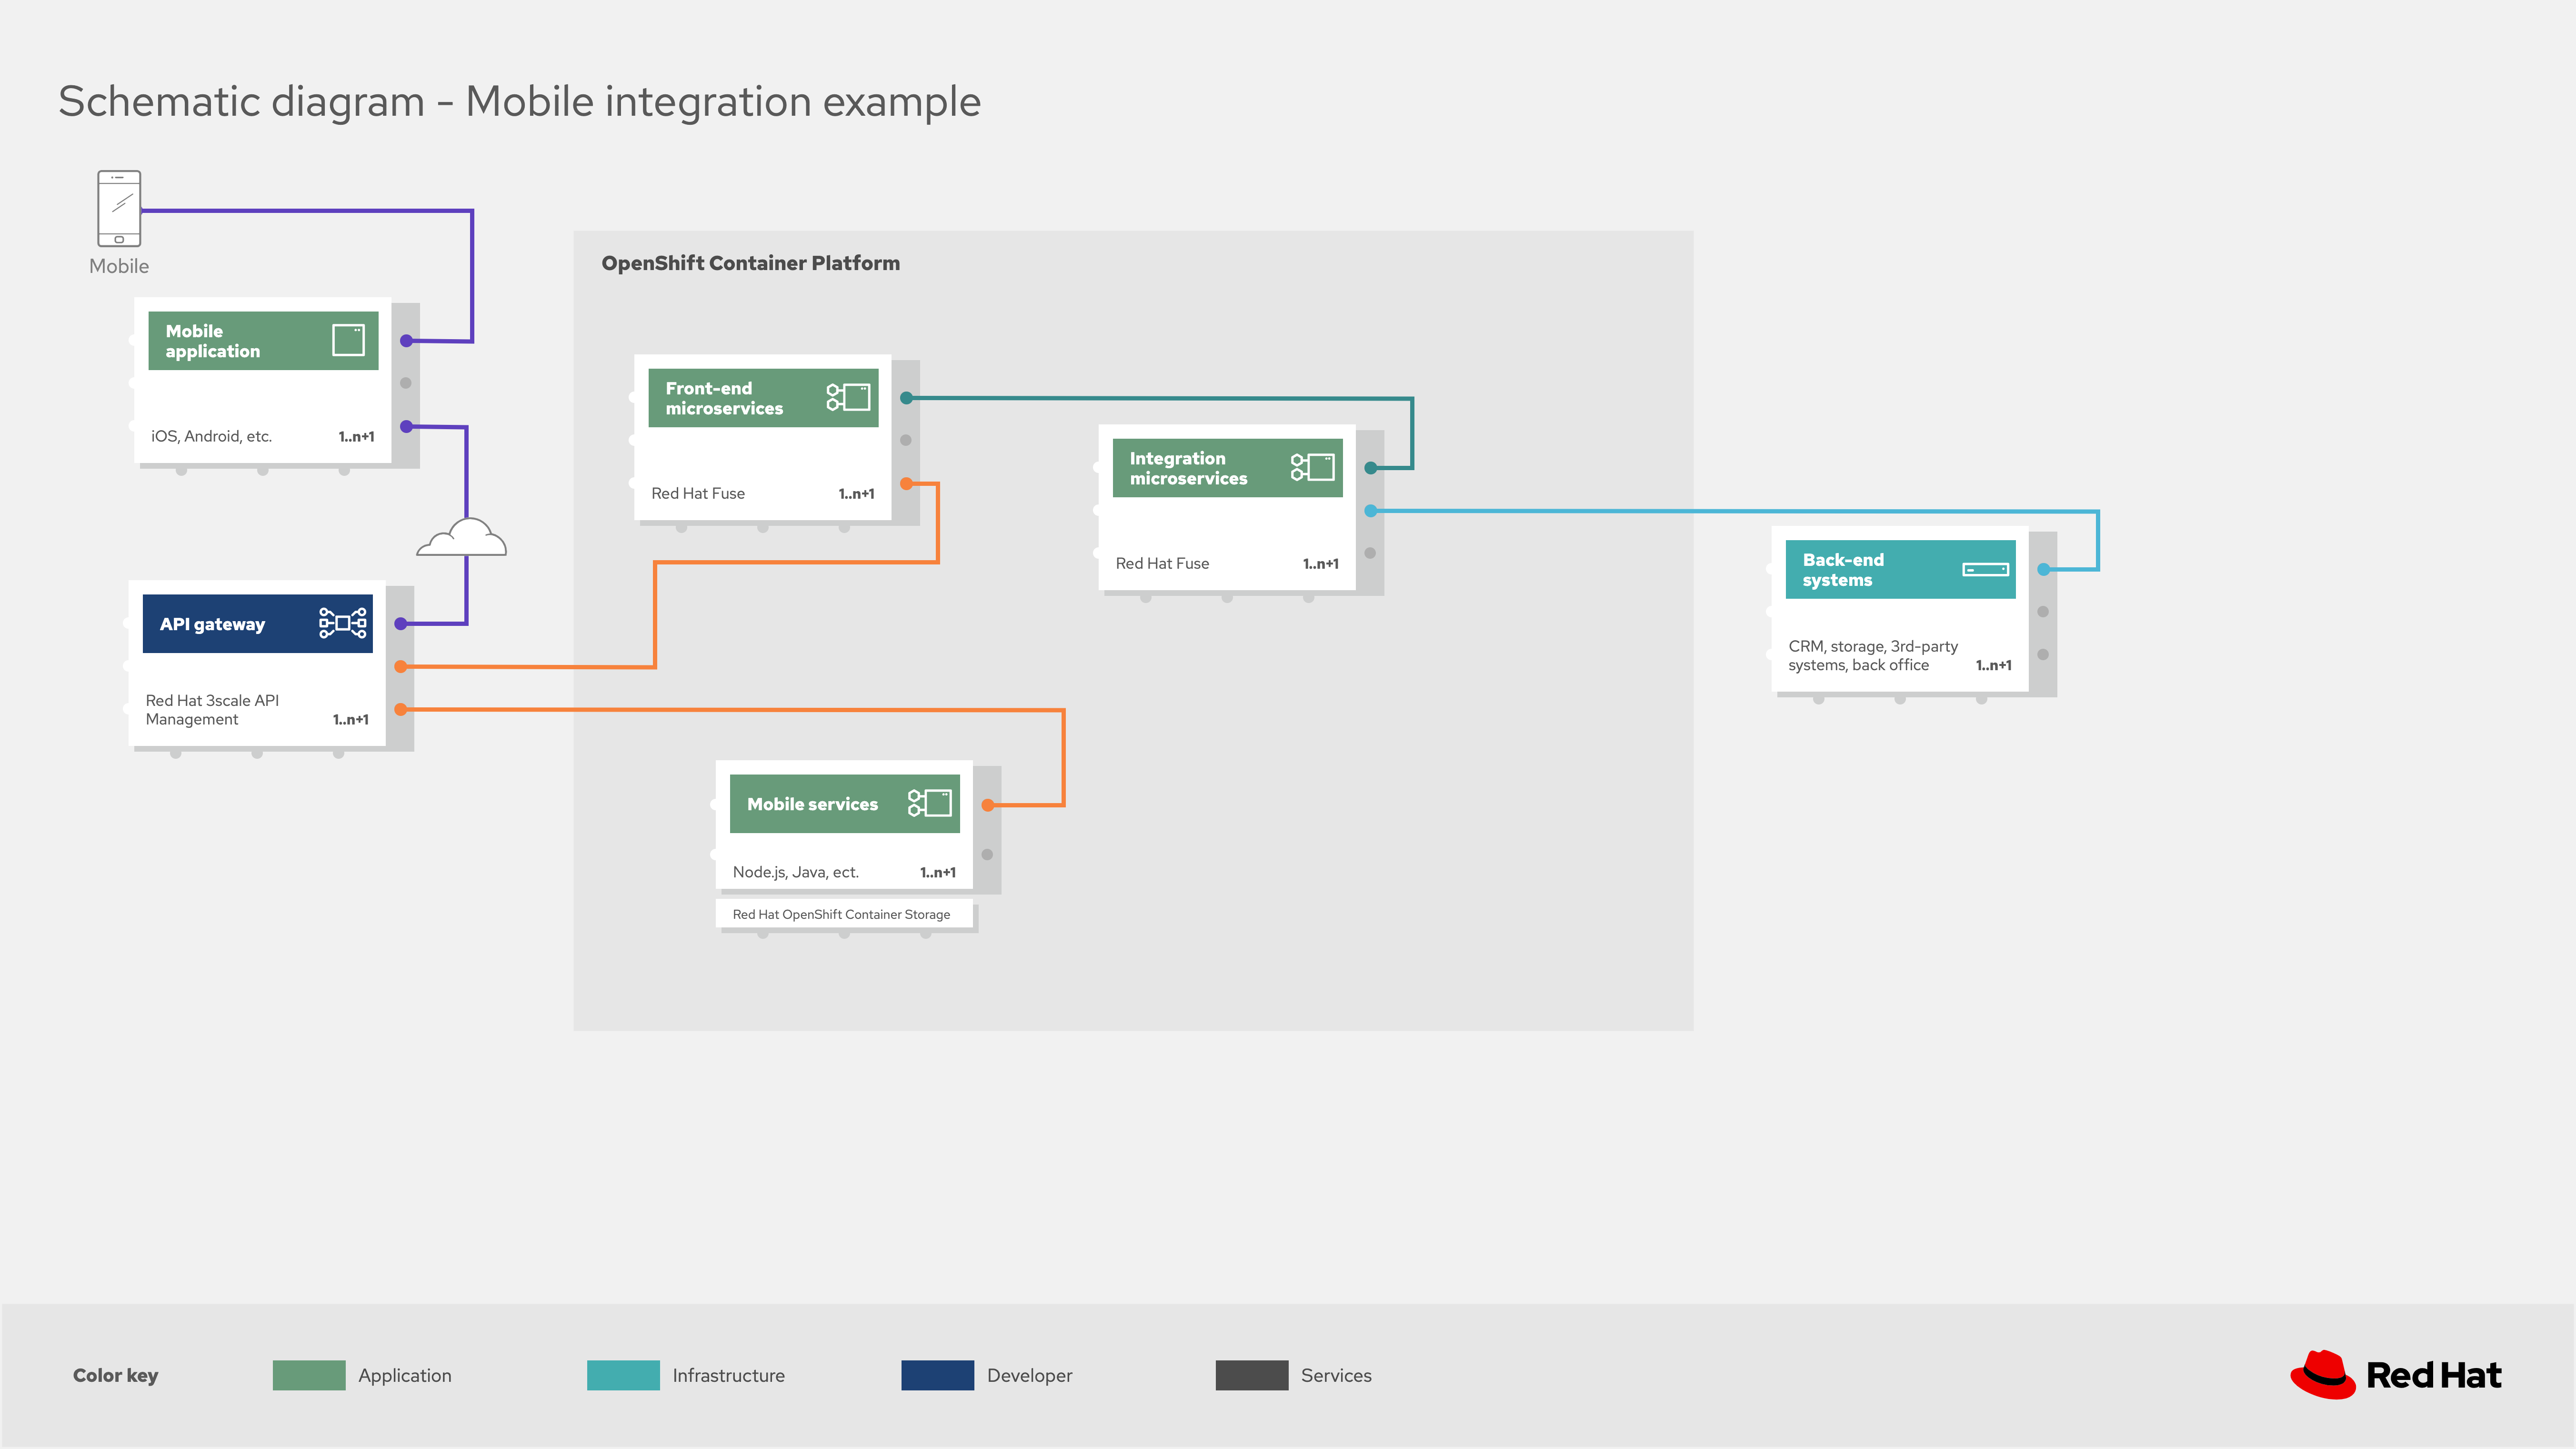 Schematic diagram - Mobile integration example
Mobile
OpenShift Container Platform
Mobile
application
iOS, Android, etc.
1..n+1
Front-end
microservices
Red Hat Fuse
1..n+1
Integration
microservices
Red Hat Fuse
1..n+1
Back-end
systems
CRM, storage, 3rd-party
systems, back office
1..n+1
API gateway
Red Hat 3scale API
Management
1..n+1
Mobile services
Node.js, Java, ect.
1..n+1
Red Hat OpenShift Container Storage
Color key
Application
Infrastructure
Developer
Services
Red Hat